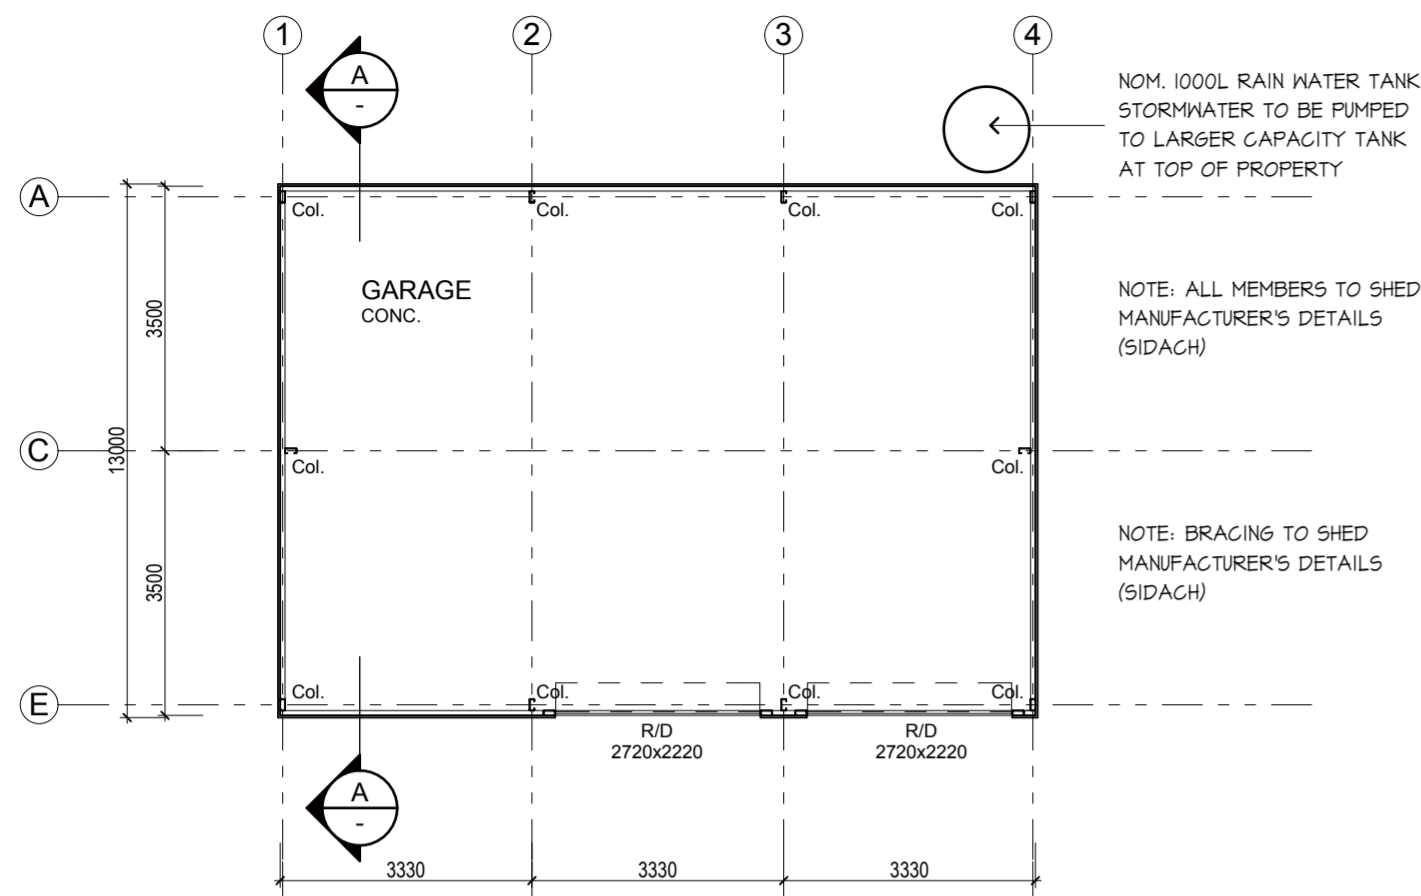 1
2
3
4
A
-
NOM. 1000L RAIN WATER TANK
STORMWATER TO BE PUMPED
TO LARGER CAPACITY TANK
AT TOP OF PROPERTY
A
Col.
Col.
Col.
Col.
GARAGE
CONC.
3500
NOTE: ALL MEMBERS TO SHED
MANUFACTURER'S DETAILS
(SIDACH)
13000
C
Col.
Col.
3500
NOTE: BRACING TO SHED
MANUFACTURER'S DETAILS
(SIDACH)
E
Col.
Col.
Col.
Col.
R/D
2720x2220
R/D
2720x2220
A
-
3330
3330
3330